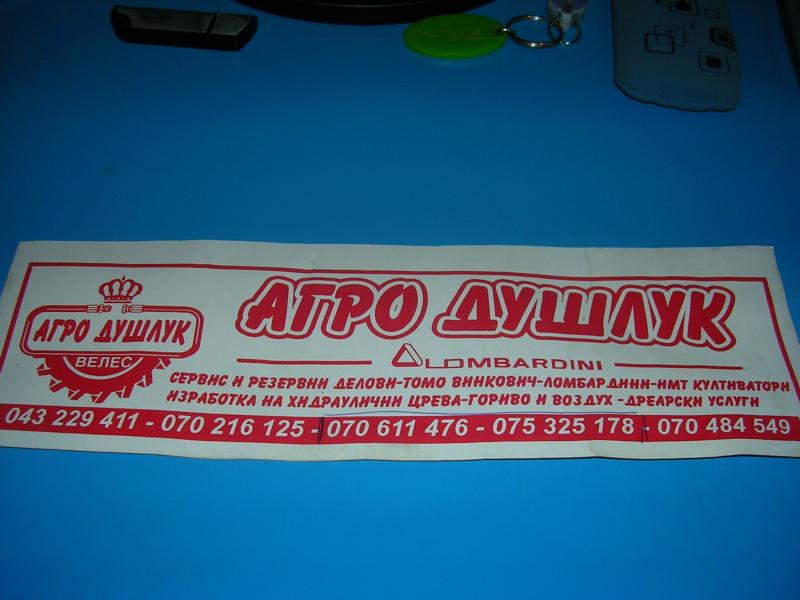 АГРО ДУШЛУК
ВЕЛЕС
АГРО ДУШЛУК
LOMBARDINI
СЕРВИС И РЕЗЕРВНИ ДЕЛОВИ-ТОМО ВИНКОВИЧ-ЛОМБАРДИНИ-ИМТ КУЛТИВАТОРИ
ИЗРАБОТКА НА ХИДРАУЛИЧНИ ЦРЕВА-ГОРИВО И ВОЗДУХ -ДРЕАРСКИ УСЛУГИ
043 229 411 - 070 216 125 - 070 611 476 - 075 325 178 - 070 484 549